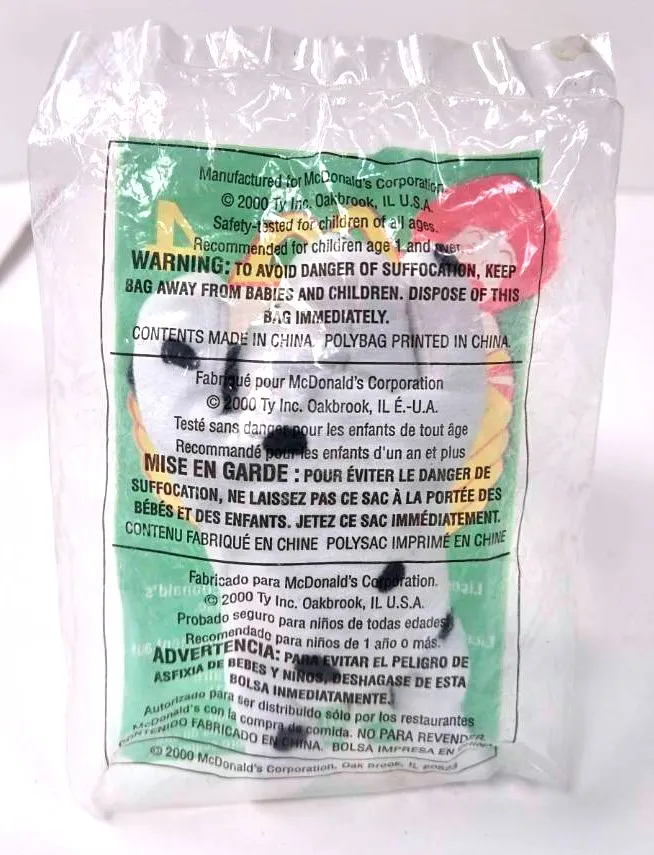 Manufactured for McDonald's Corporation.
© 2000 Ty Inc. Oakbrook, IL U.S.A.
Safety-tested for children of all ages.
Recommended for children age 1 and over.
WARNING: TO AVOID DANGER OF SUFFOCATION, KEEP
BAG AWAY FROM BABIES AND CHILDREN. DISPOSE OF THIS
BAG IMMEDIATELY.
CONTENTS MADE IN CHINA. POLYBAG PRINTED IN CHINA.
Fabriqué pour McDonald's Corporation
© 2000 Ty Inc. Oakbrook, IL É.-U.A.
Testé sans danger pour les enfants de tout âge
Recommandé pour les enfants d'un an et plus
MISE EN GARDE : POUR ÉVITER LE DANGER DE
SUFFOCATION, NE LAISSEZ PAS CE SAC À LA PORTÉE DES
BÉBÉS ET DES ENFANTS. JETEZ CE SAC IMMÉDIATEMENT.
CONTENU FABRIQUÉ EN CHINE POLYSAC IMPRIMÉ EN CHINE
Fabricado para McDonald's Corporation.
© 2000 Ty Inc. Oakbrook, IL U.S.A.
Probado seguro para niños de todas edades.
Recomendado para niños de 1 año o más.
ADVERTENCIA: PARA EVITAR EL PELIGRO DE
ASFIXIA DE BEBES Y NIÑOS, DESHAGASE DE ESTA
BOLSA INMEDIATAMENTE.
Autorizado para ser distribuido sólo por los restaurantes
McDonald's con la compra de comida. NO PARA REVENDER.
CONTENIDO FABRICADO EN CHINA. BOLSA IMPRESA EN CHINA.
© 2000 McDonald's Corporation, Oak Brook, IL 60523